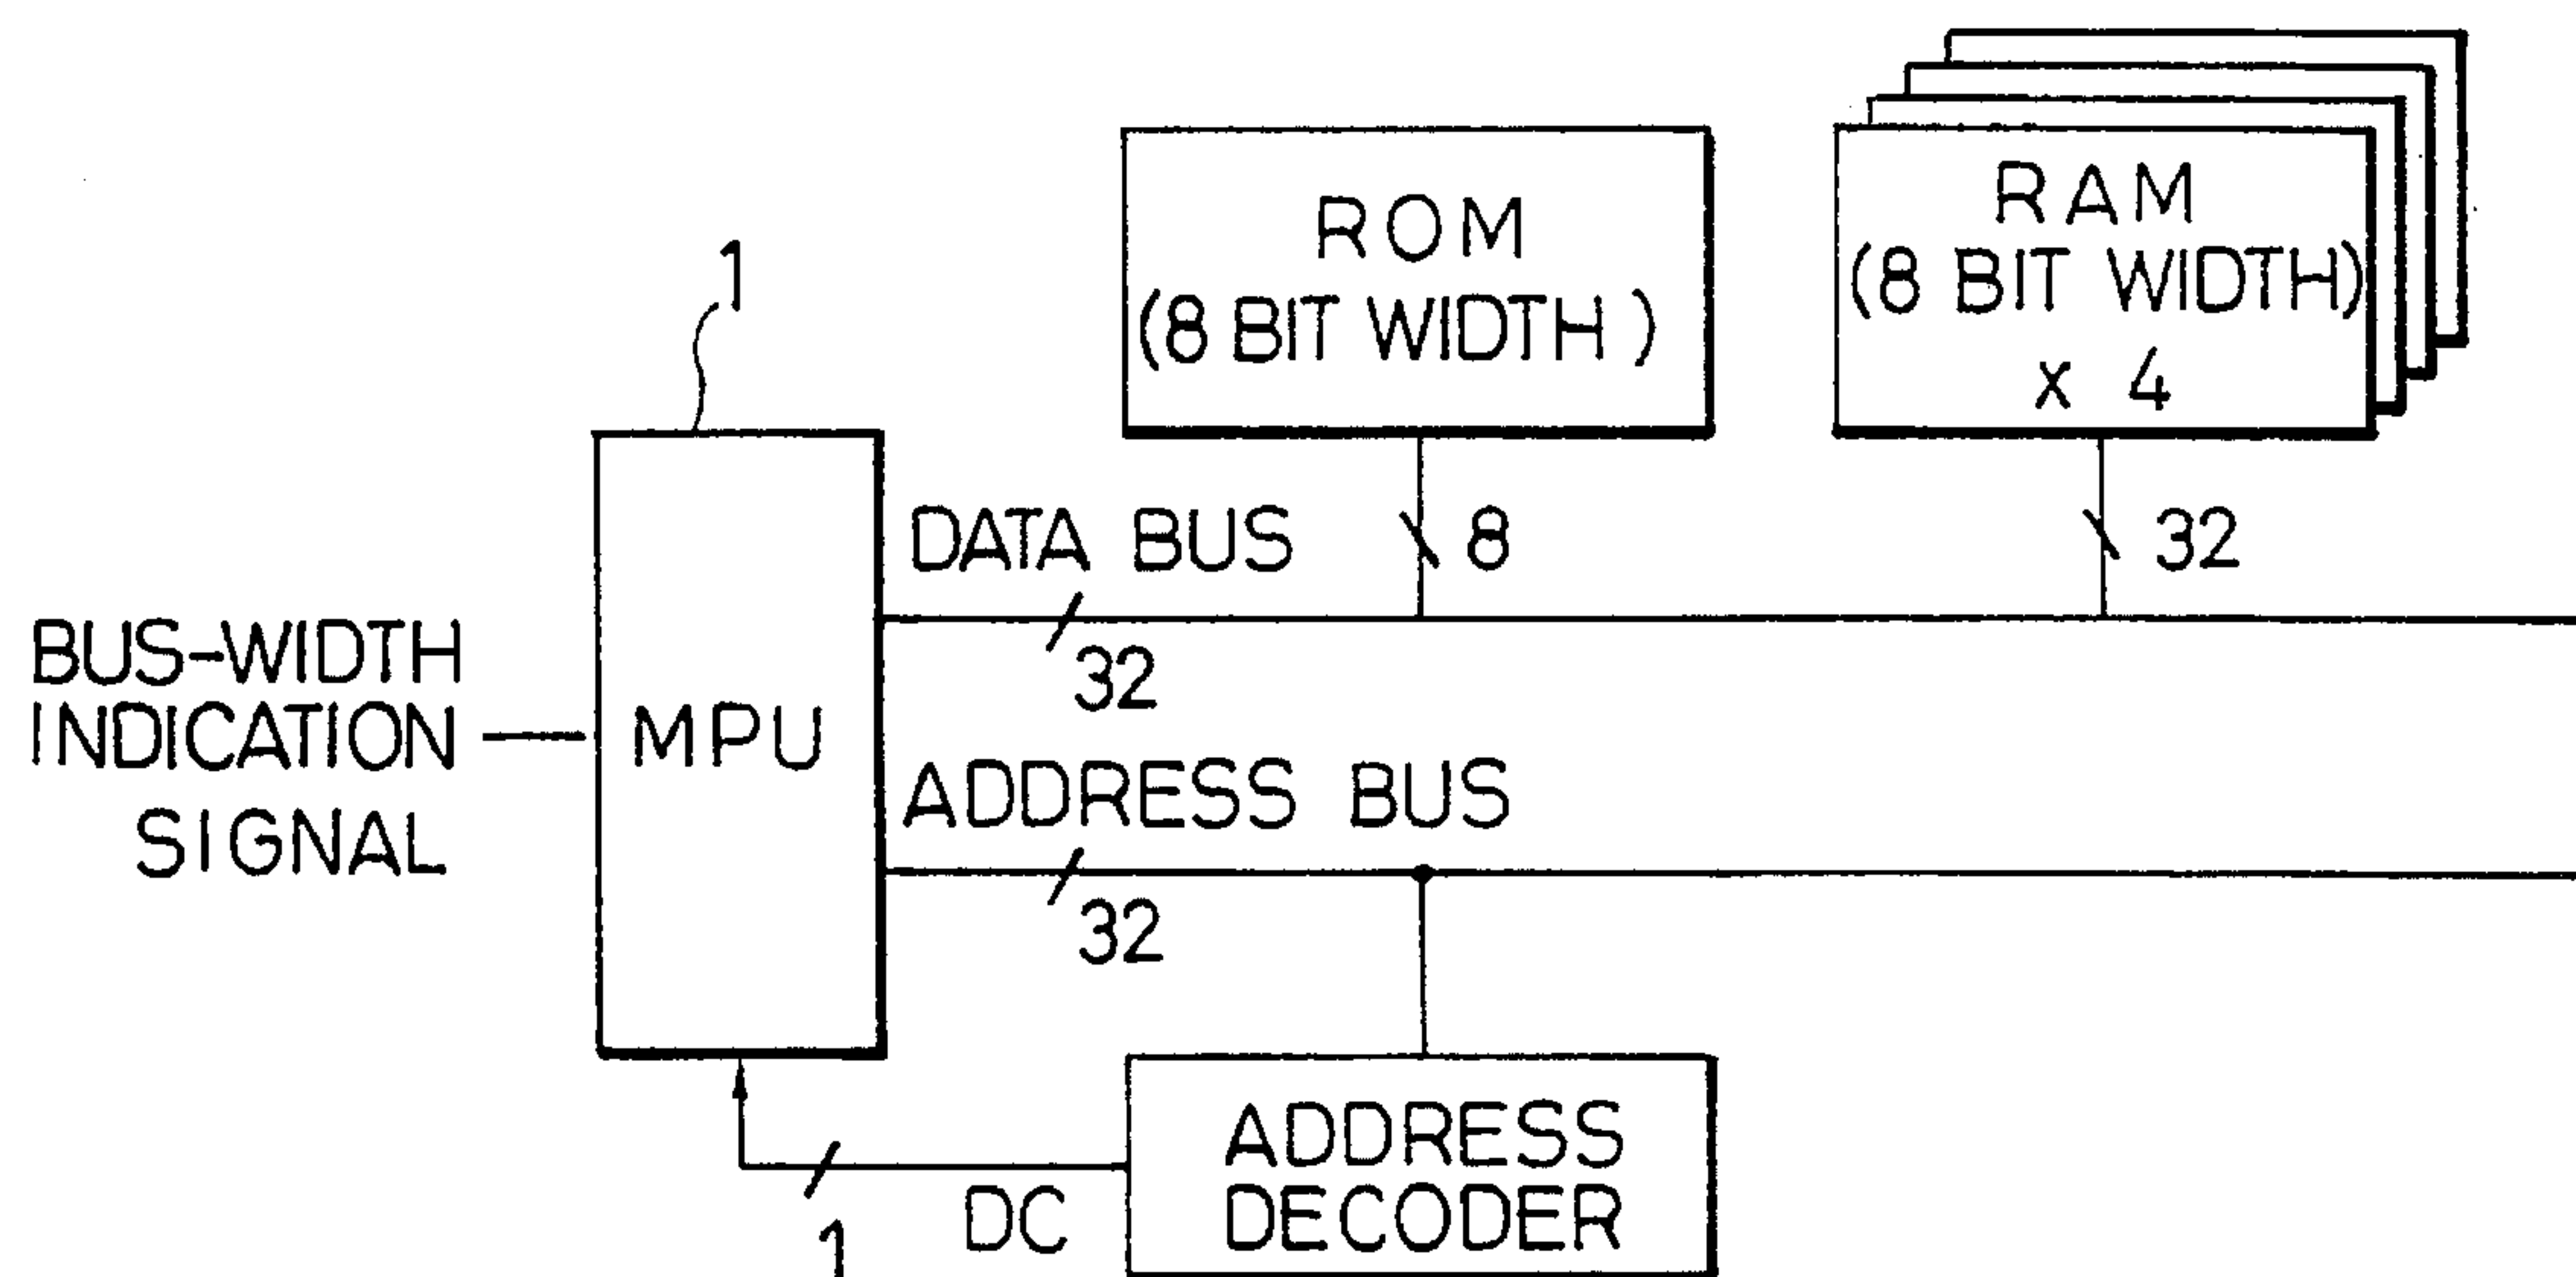 1
ROM
(8 BIT WIDTH)
RAM
(8 BIT WIDTH)
x 4
DATA BUS
8
32
32
BUS-WIDTH
INDICATION
SIGNAL
MPU
ADDRESS BUS
32
ADDRESS
DECODER
DC
1